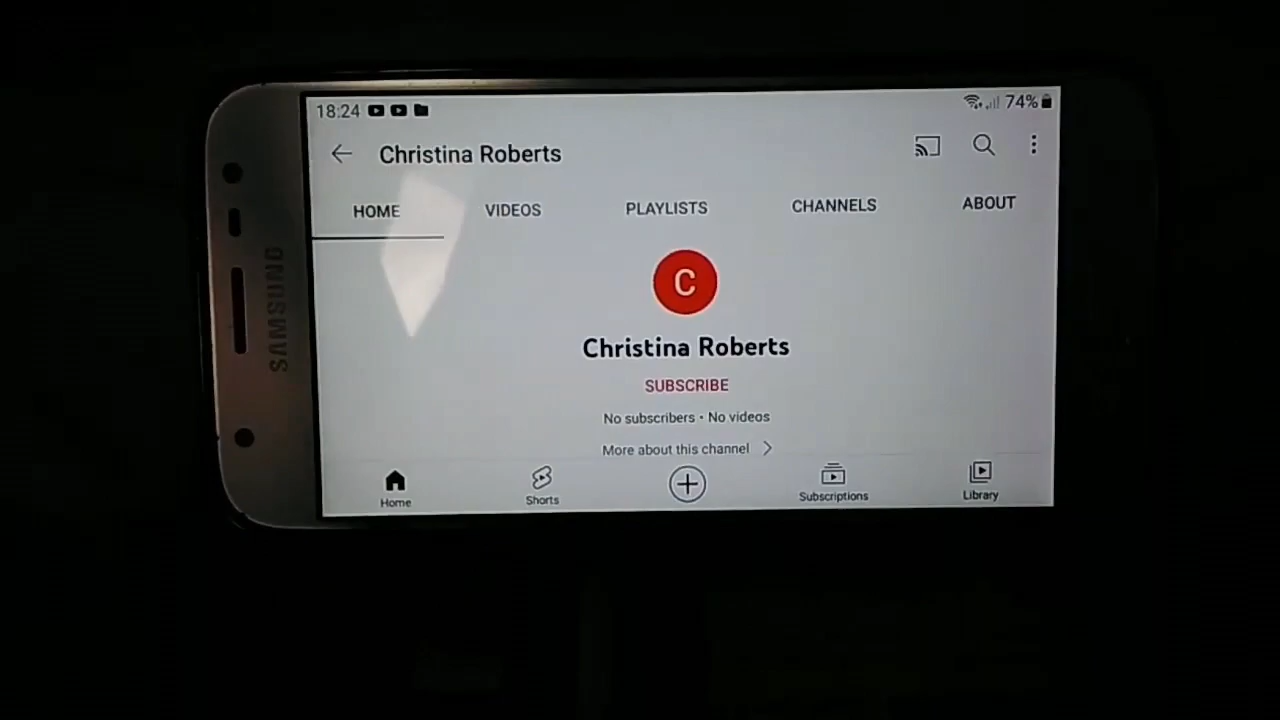 SAMSUNG
18:24 74%
Christina Roberts
HOME VIDEOS PLAYLISTS CHANNELS ABOUT
C
Christina Roberts
SUBSCRIBE
No subscribers • No videos
More about this channel
Home Shorts Subscriptions Library